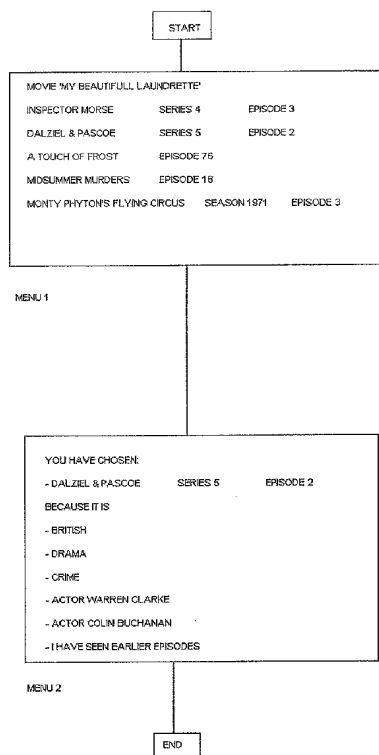 START
MOVIE 'MY BEAUTIFULL LAUNDRETTE'
INSPECTOR MORSE SERIES 4 EPISODE 3
DALZIEL & PASCOE SERIES 5 EPISODE 2
A TOUCH OF FROST EPISODE 76
MIDSUMMER MURDERS EPISODE 16
MONTY PHYTON'S FLYING CIRCUS SEASON 1971 EPISODE 3
MENU 1
YOU HAVE CHOSEN:
- DALZIEL & PASCOE SERIES 5 EPISODE 2
BECAUSE IT IS
- BRITISH
- DRAMA
- CRIME
- ACTOR WARREN CLARKE
- ACTOR COLIN BUCHANAN
- I HAVE SEEN EARLIER EPISODES
MENU 2
END